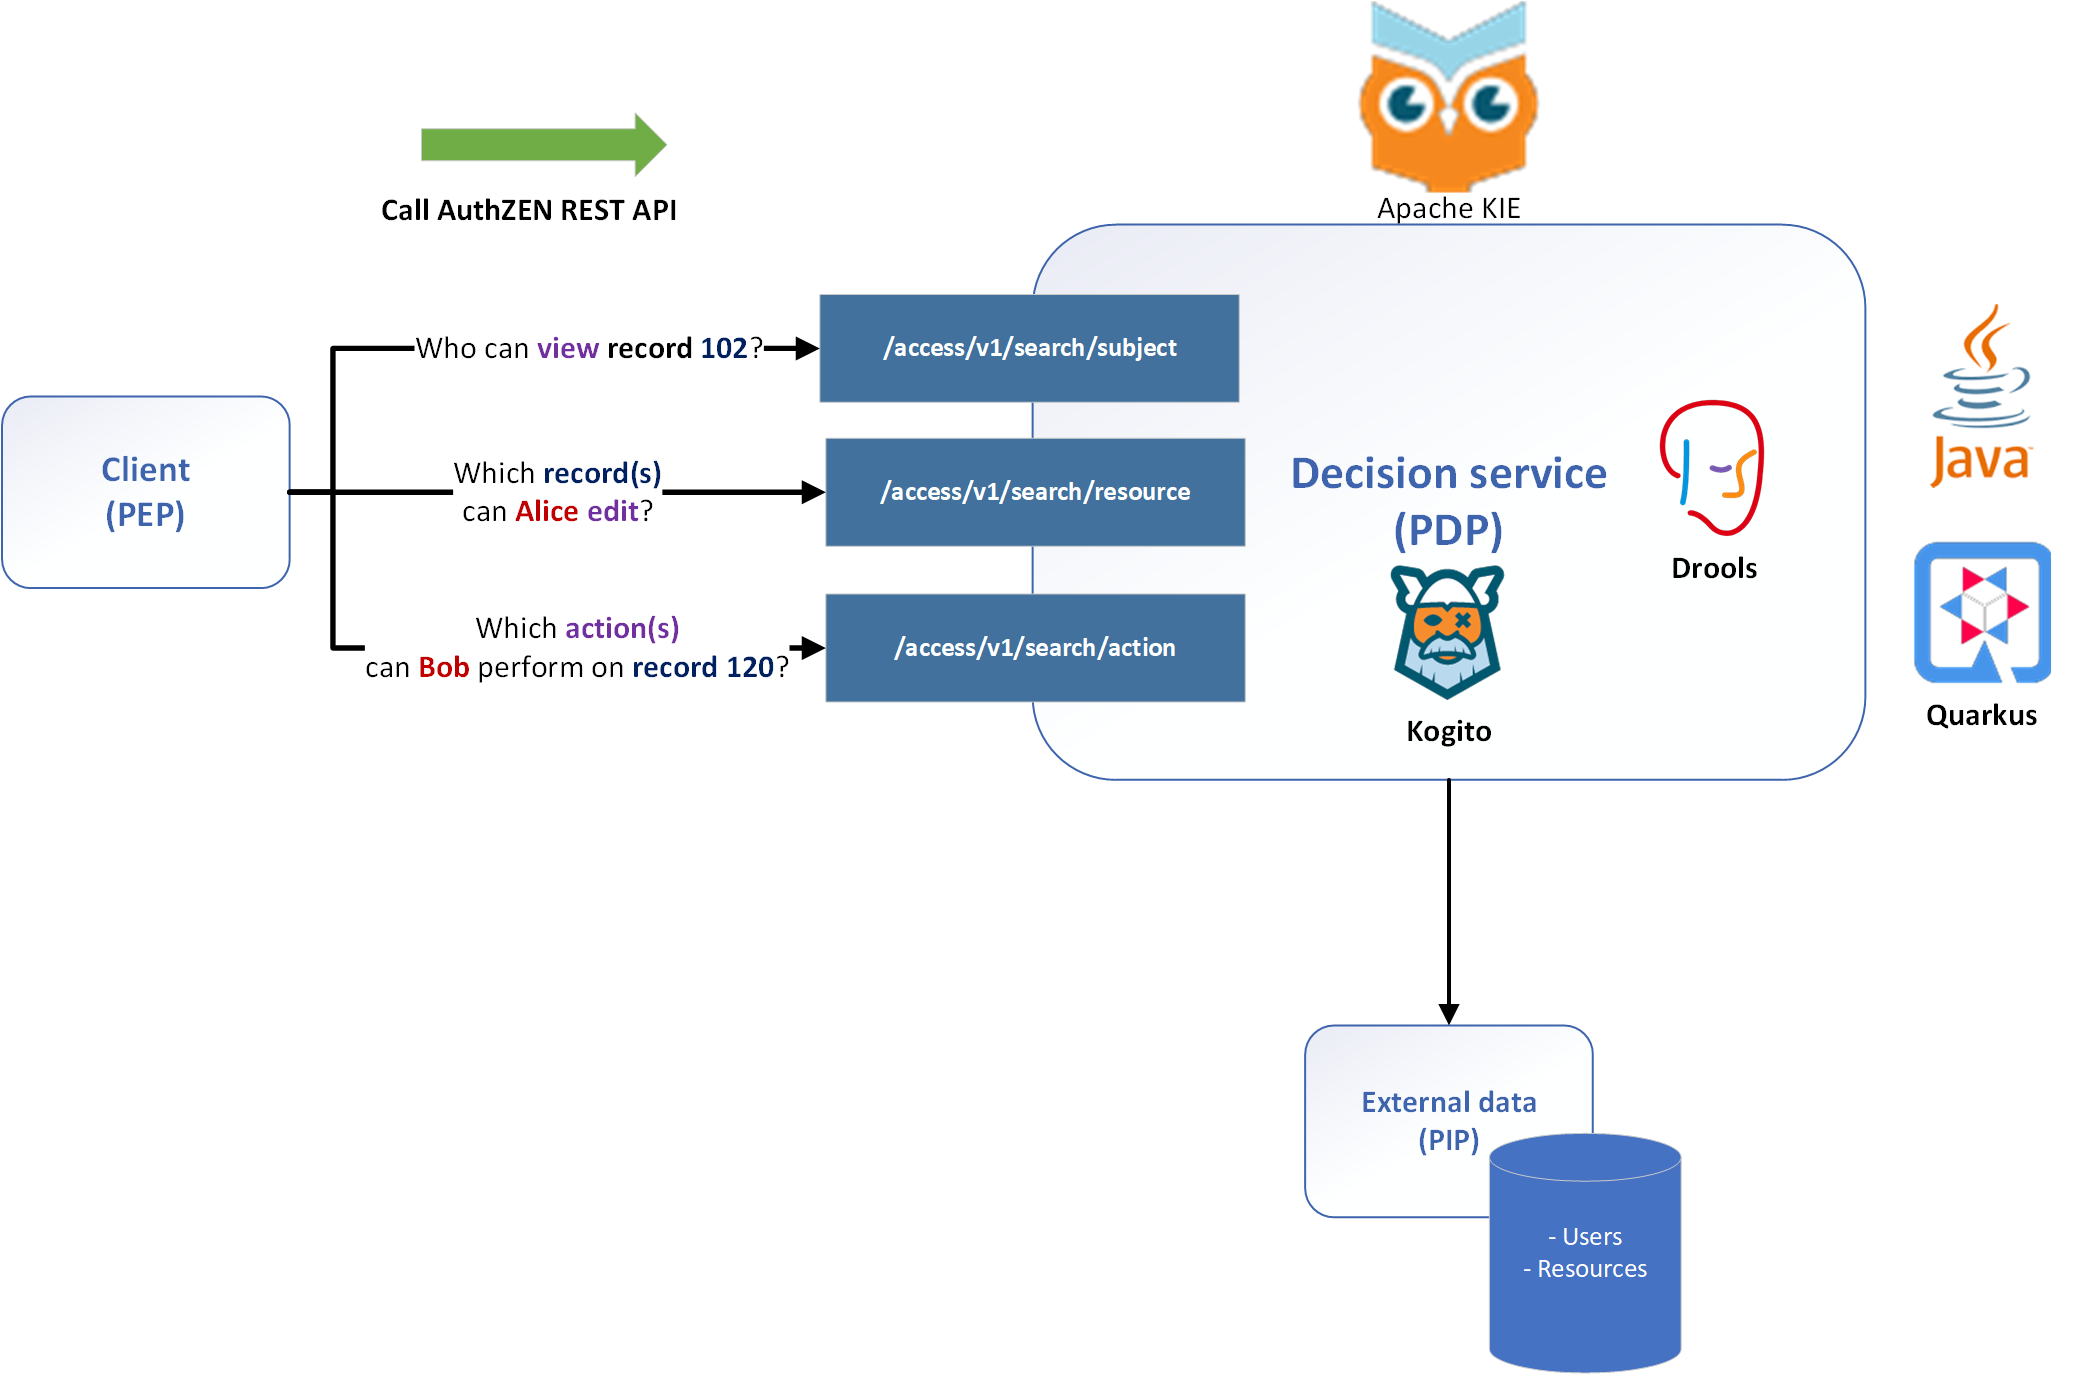 Apache KIE
Call AuthZEN REST API
Who can view record 102?
/access/v1/search/subject
Client
(PEP)
Which record(s)
can Alice edit?
/access/v1/search/resource
Which action(s)
can Bob perform on record 120?
/access/v1/search/action
Decision service
(PDP)
Kogito
Drools
Java™
Quarkus
External data
(PIP)
- Users
- Resources